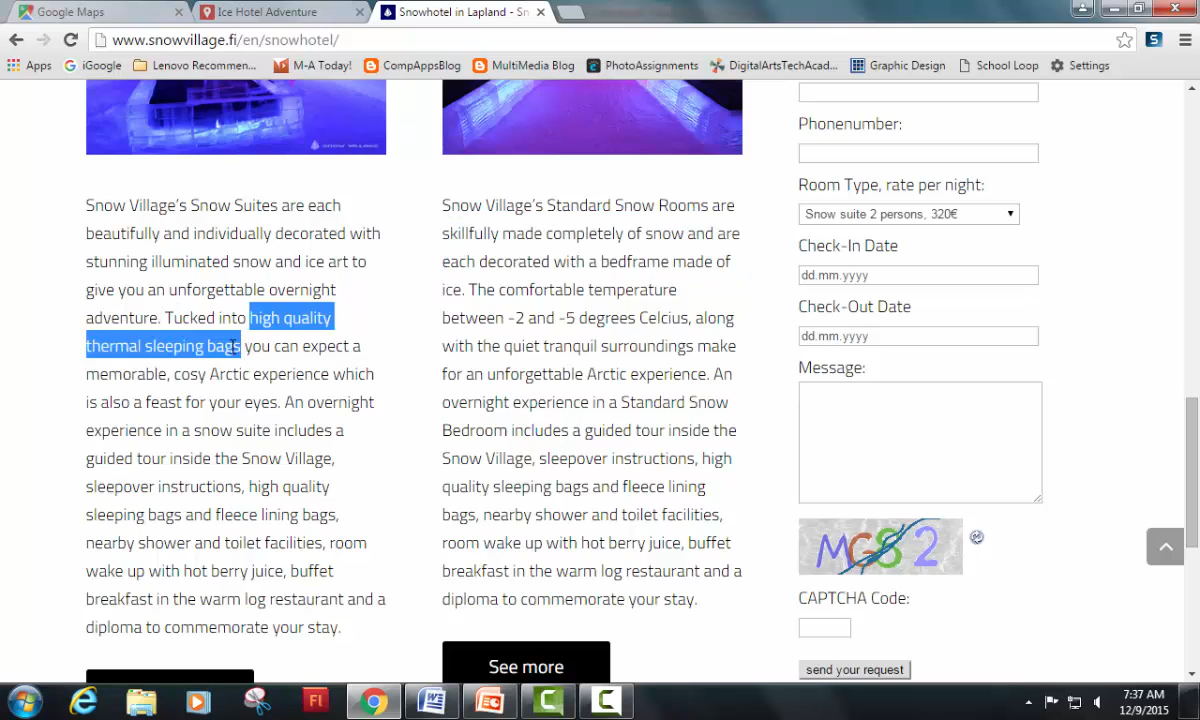 Google Maps
Ice Hotel Adventure
Snowhotel in Lapland - Sn
www.snowvillage.fi/en/snowhotel/
Apps
iGoogle
Lenovo Recommen...
M-A Today!
CompAppsBlog
MultiMedia Blog
PhotoAssignments
DigitalArtsTechAcad...
Graphic Design
School Loop
Settings
SNOW VILLAGE
Snow Village's Snow Suites are each
beautifully and individually decorated with
stunning illuminated snow and ice art to
give you an unforgettable overnight
adventure. Tucked into high quality
thermal sleeping bags you can expect a
memorable, cosy Arctic experience which
is also a feast for your eyes. An overnight
experience in a snow suite includes a
guided tour inside the Snow Village,
sleepover instructions, high quality
sleeping bags and fleece lining bags,
nearby shower and toilet facilities, room
wake up with hot berry juice, buffet
breakfast in the warm log restaurant and a
diploma to commemorate your stay.
Snow Village's Standard Snow Rooms are
skillfully made completely of snow and are
each decorated with a bedframe made of
ice. The comfortable temperature
between -2 and -5 degrees Celcius, along
with the quiet tranquil surroundings make
for an unforgettable Arctic experience. An
overnight experience in a Standard Snow
Bedroom includes a guided tour inside the
Snow Village, sleepover instructions, high
quality sleeping bags and fleece lining
bags, nearby shower and toilet facilities,
room wake up with hot berry juice, buffet
breakfast in the warm log restaurant and a
diploma to commemorate your stay.
See more
Phonenumber:
Room Type, rate per night:
Snow suite 2 persons, 320€
Check-In Date
dd.mm.yyyy
Check-Out Date
dd.mm.yyyy
Message:
MG82
CAPTCHA Code:
send your request
7:37 AM
12/9/2015